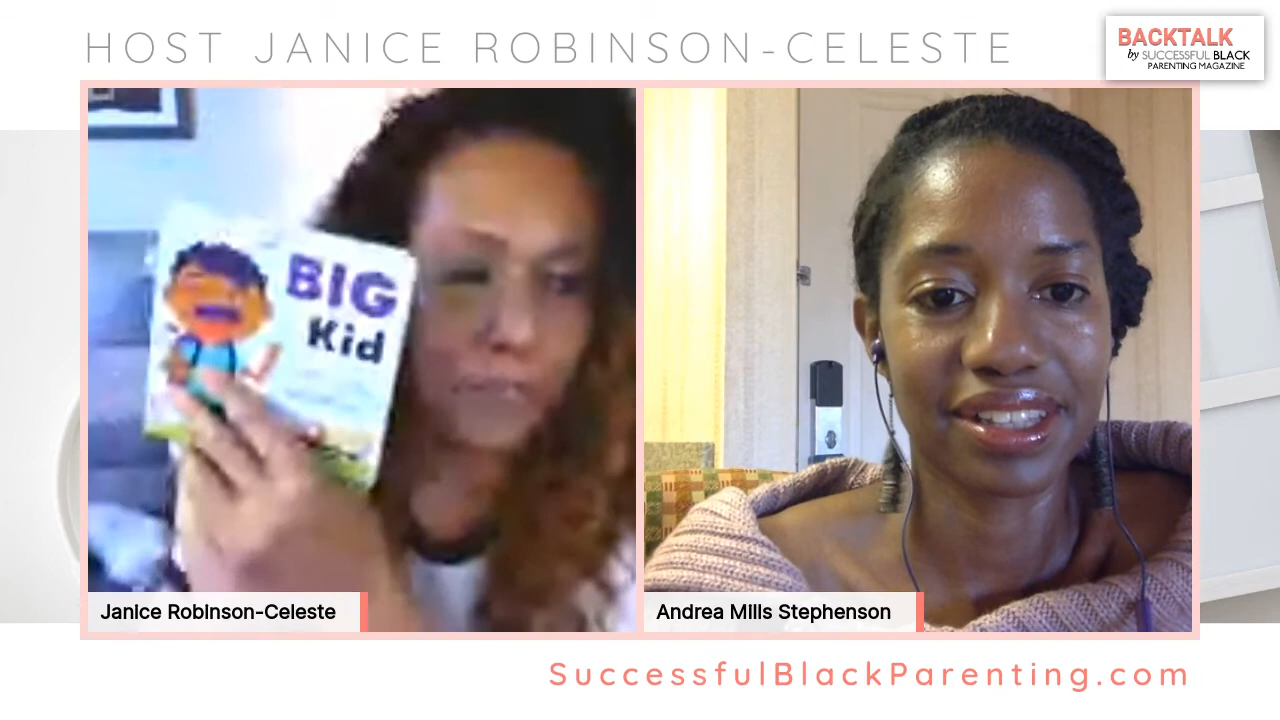 HOST JANICE ROBINSON-CELESTE
BACKTALK
by SUCCESSFUL BLACK
PARENTING MAGAZINE
BIG
Kid
Janice Robinson-Celeste
Andrea Mills Stephenson
SuccessfulBlackParenting.com